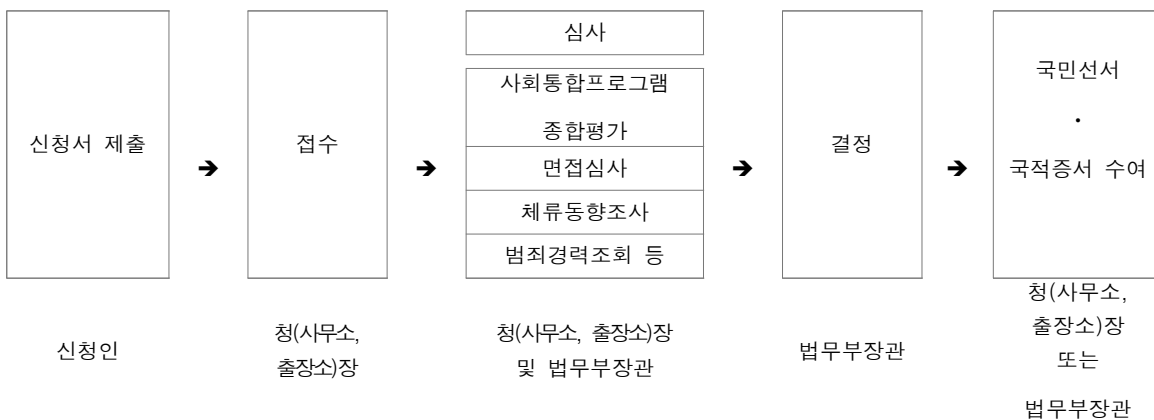 신청서 제출
➔
접수
➔
심사
사회통합프로그램
종합평가
면접심사
체류동향조사
범죄경력조회 등
➔
결정
➔
국민선서
·
국적증서 수여
신청인
청(사무소,
출장소)장
청(사무소, 출장소)장
및 법무부장관
법무부장관
청(사무소,
출장소)장
또는
법무부장관